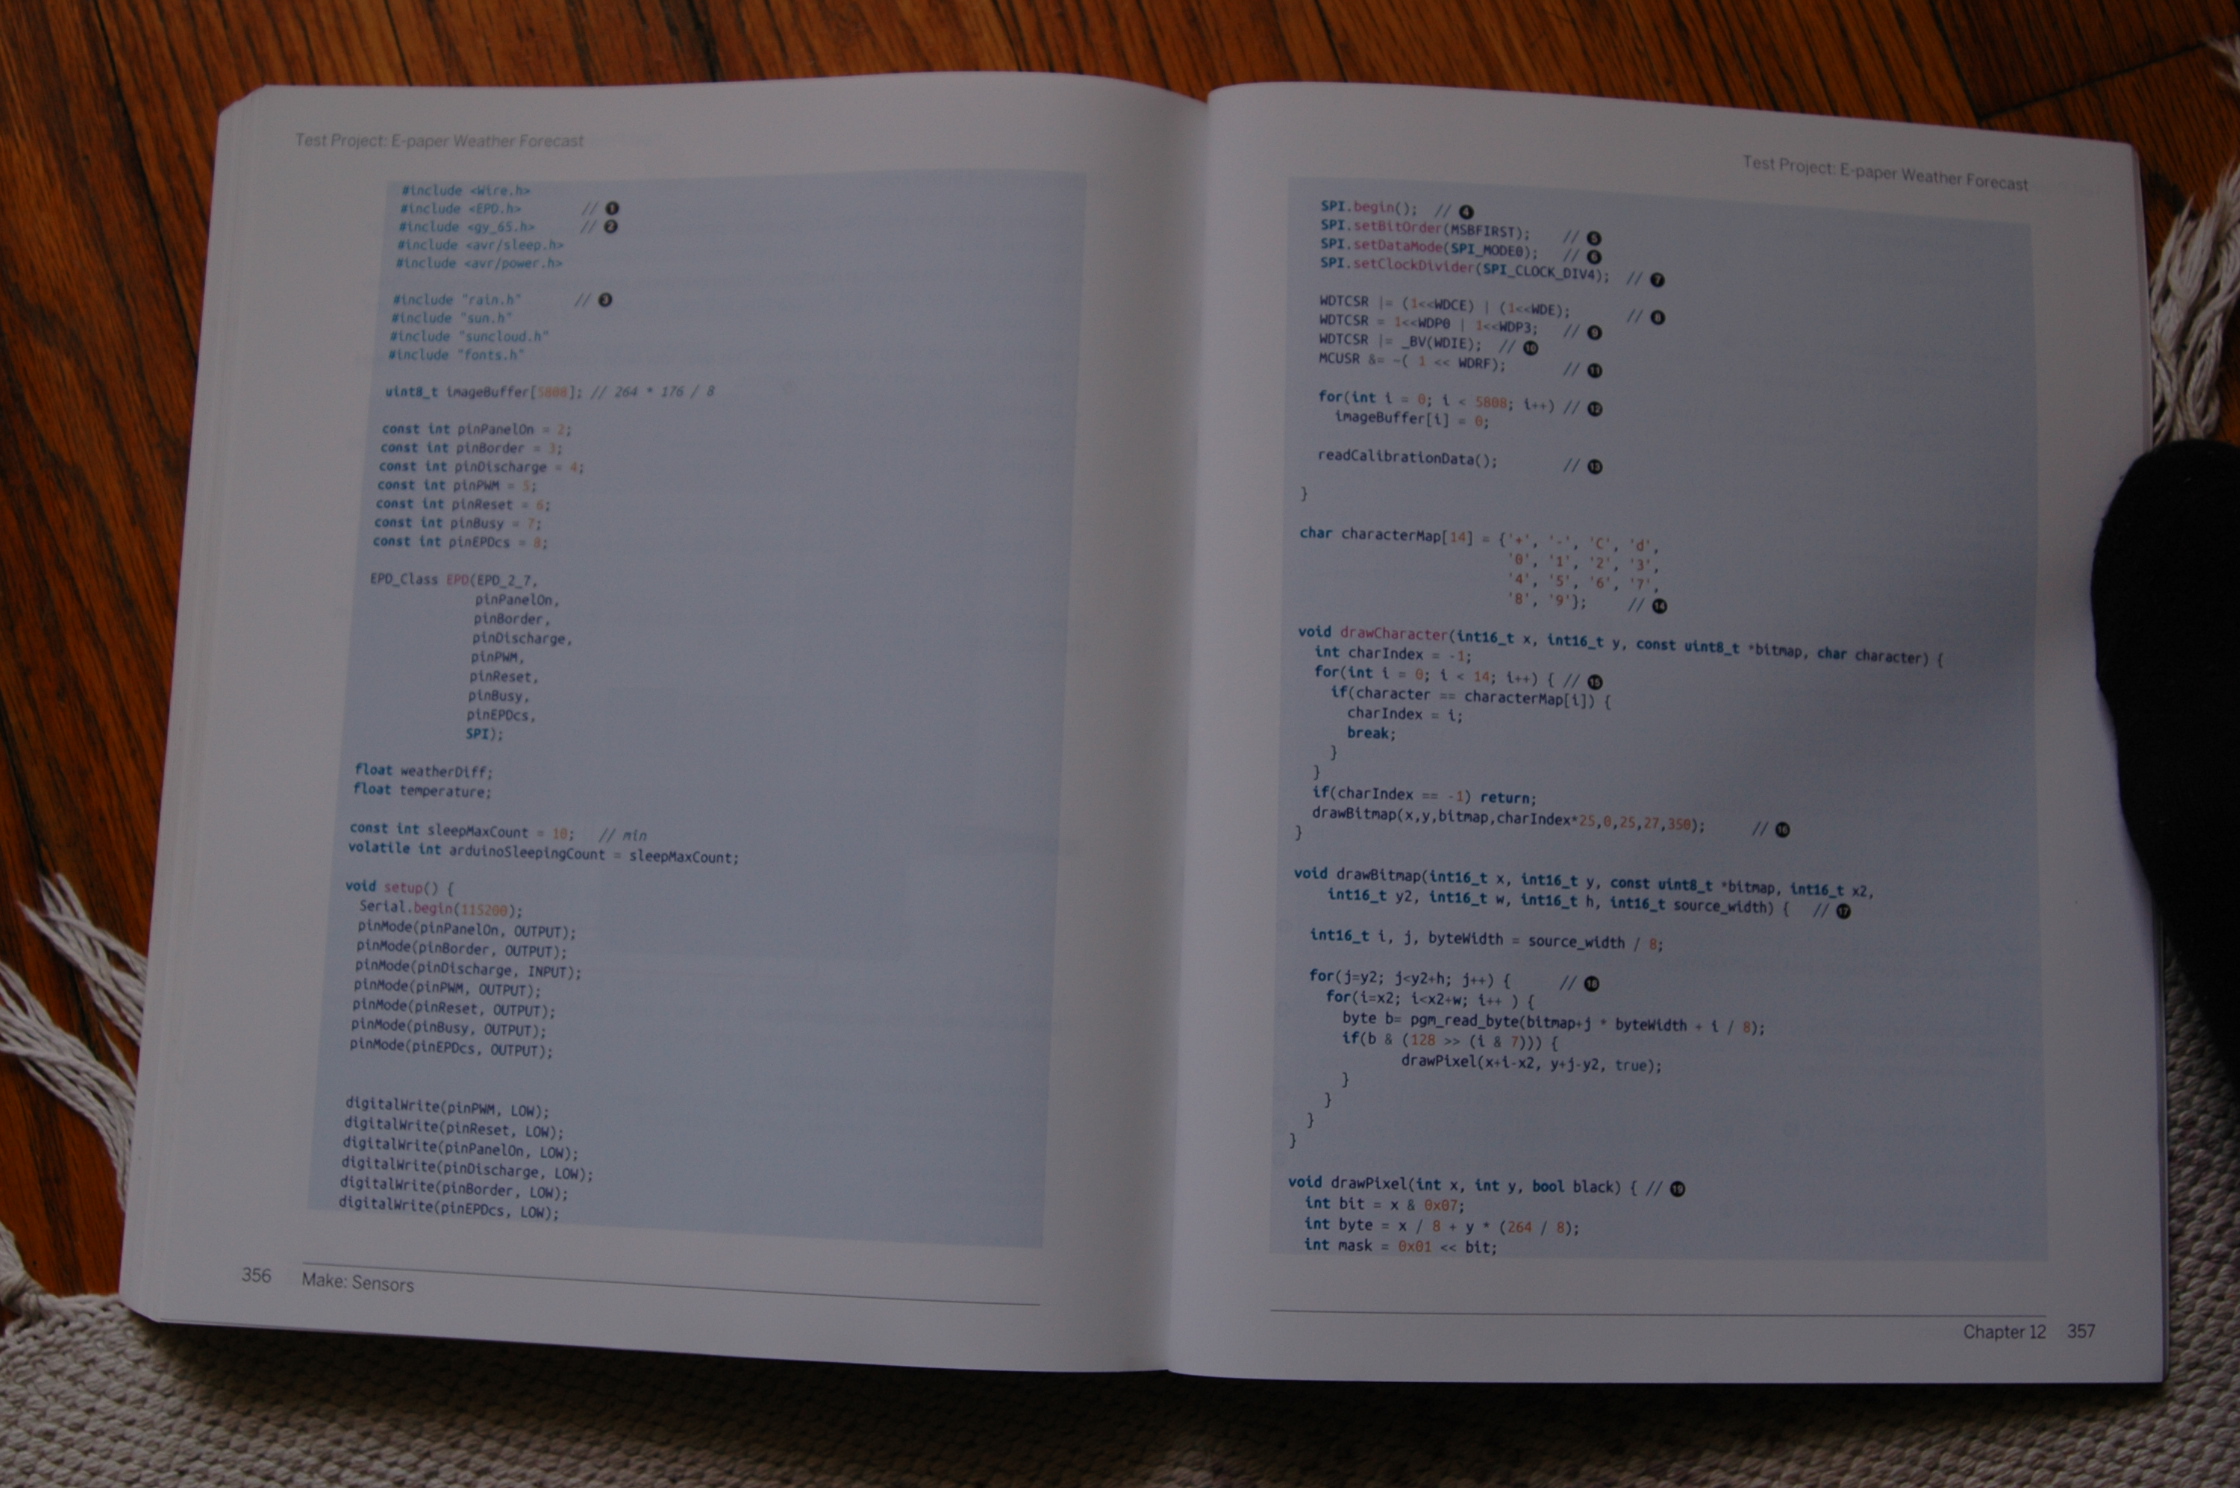 Test Project: E-paper Weather Forecast
#include <Wire.h>
#include <EPD.h> // 1
#include <gy_65.h> // 2
#include <avr/sleep.h>
#include <avr/power.h>
#include "rain.h" // 3
#include "sun.h"
#include "suncloud.h"
#include "fonts.h"
uint8_t imageBuffer[5808]; // 264 * 176 / 8
const int pinPanelOn = 2;
const int pinBorder = 3;
const int pinDischarge = 4;
const int pinPWM = 5;
const int pinReset = 6;
const int pinBusy = 7;
const int pinEPDcs = 8;
EPD_Class EPD(EPD_2_7,
pinPanelOn,
pinBorder,
pinDischarge,
pinPWM,
pinReset,
pinBusy,
pinEPDcs,
SPI);
float weatherDiff;
float temperature;
const int sleepMaxCount = 10; // min
volatile int arduinoSleepingCount = sleepMaxCount;
void setup() {
Serial.begin(115200);
pinMode(pinPanelOn, OUTPUT);
pinMode(pinBorder, OUTPUT);
pinMode(pinDischarge, INPUT);
pinMode(pinPWM, OUTPUT);
pinMode(pinReset, OUTPUT);
pinMode(pinBusy, OUTPUT);
pinMode(pinEPDcs, OUTPUT);
digitalWrite(pinPWM, LOW);
digitalWrite(pinReset, LOW);
digitalWrite(pinPanelOn, LOW);
digitalWrite(pinDischarge, LOW);
digitalWrite(pinBorder, LOW);
digitalWrite(pinEPDcs, LOW);
356 Make: Sensors
Test Project: E-paper Weather Forecast
SPI.begin(); // 4
SPI.setBitOrder(MSBFIRST); // 5
SPI.setDataMode(SPI_MODE0); // 6
SPI.setClockDivider(SPI_CLOCK_DIV4); // 7
WDTCSR |= (1<<WDCE) | (1<<WDE); // 8
WDTCSR = 1<<WDP0 | 1<<WDP3; // 9
WDTCSR |= _BV(WDIE); // 10
MCUSR &= ~( 1 << WDRF); // 11
for(int i = 0; i < 5808; i++) // 12
imageBuffer[i] = 0;
readCalibrationData(); // 13
}
char characterMap[14] = {'+', '-', 'C', 'd',
'0', '1', '2', '3',
'4', '5', '6', '7',
'8', '9'}; // 14
void drawCharacter(int16_t x, int16_t y, const uint8_t *bitmap, char character) {
int charIndex = -1;
for(int i = 0; i < 14; i++) { // 15
if(character == characterMap[i]) {
charIndex = i;
break;
}
}
if(charIndex == -1) return;
drawBitmap(x,y,bitmap,charIndex*25,0,25,27,350); // 16
}
void drawBitmap(int16_t x, int16_t y, const uint8_t *bitmap, int16_t x2,
int16_t y2, int16_t w, int16_t h, int16_t source_width) { // 17
int16_t i, j, byteWidth = source_width / 8;
for(j=y2; j<y2+h; j++) { // 18
for(i=x2; i<x2+w; i++ ) {
byte b= pgm_read_byte(bitmap+j * byteWidth + i / 8);
if(b & (128 >> (i & 7))) {
drawPixel(x+i-x2, y+j-y2, true);
}
}
}
}
void drawPixel(int x, int y, bool black) { // 19
int bit = x & 0x07;
int byte = x / 8 + y * (264 / 8);
int mask = 0x01 << bit;
Chapter 12 357